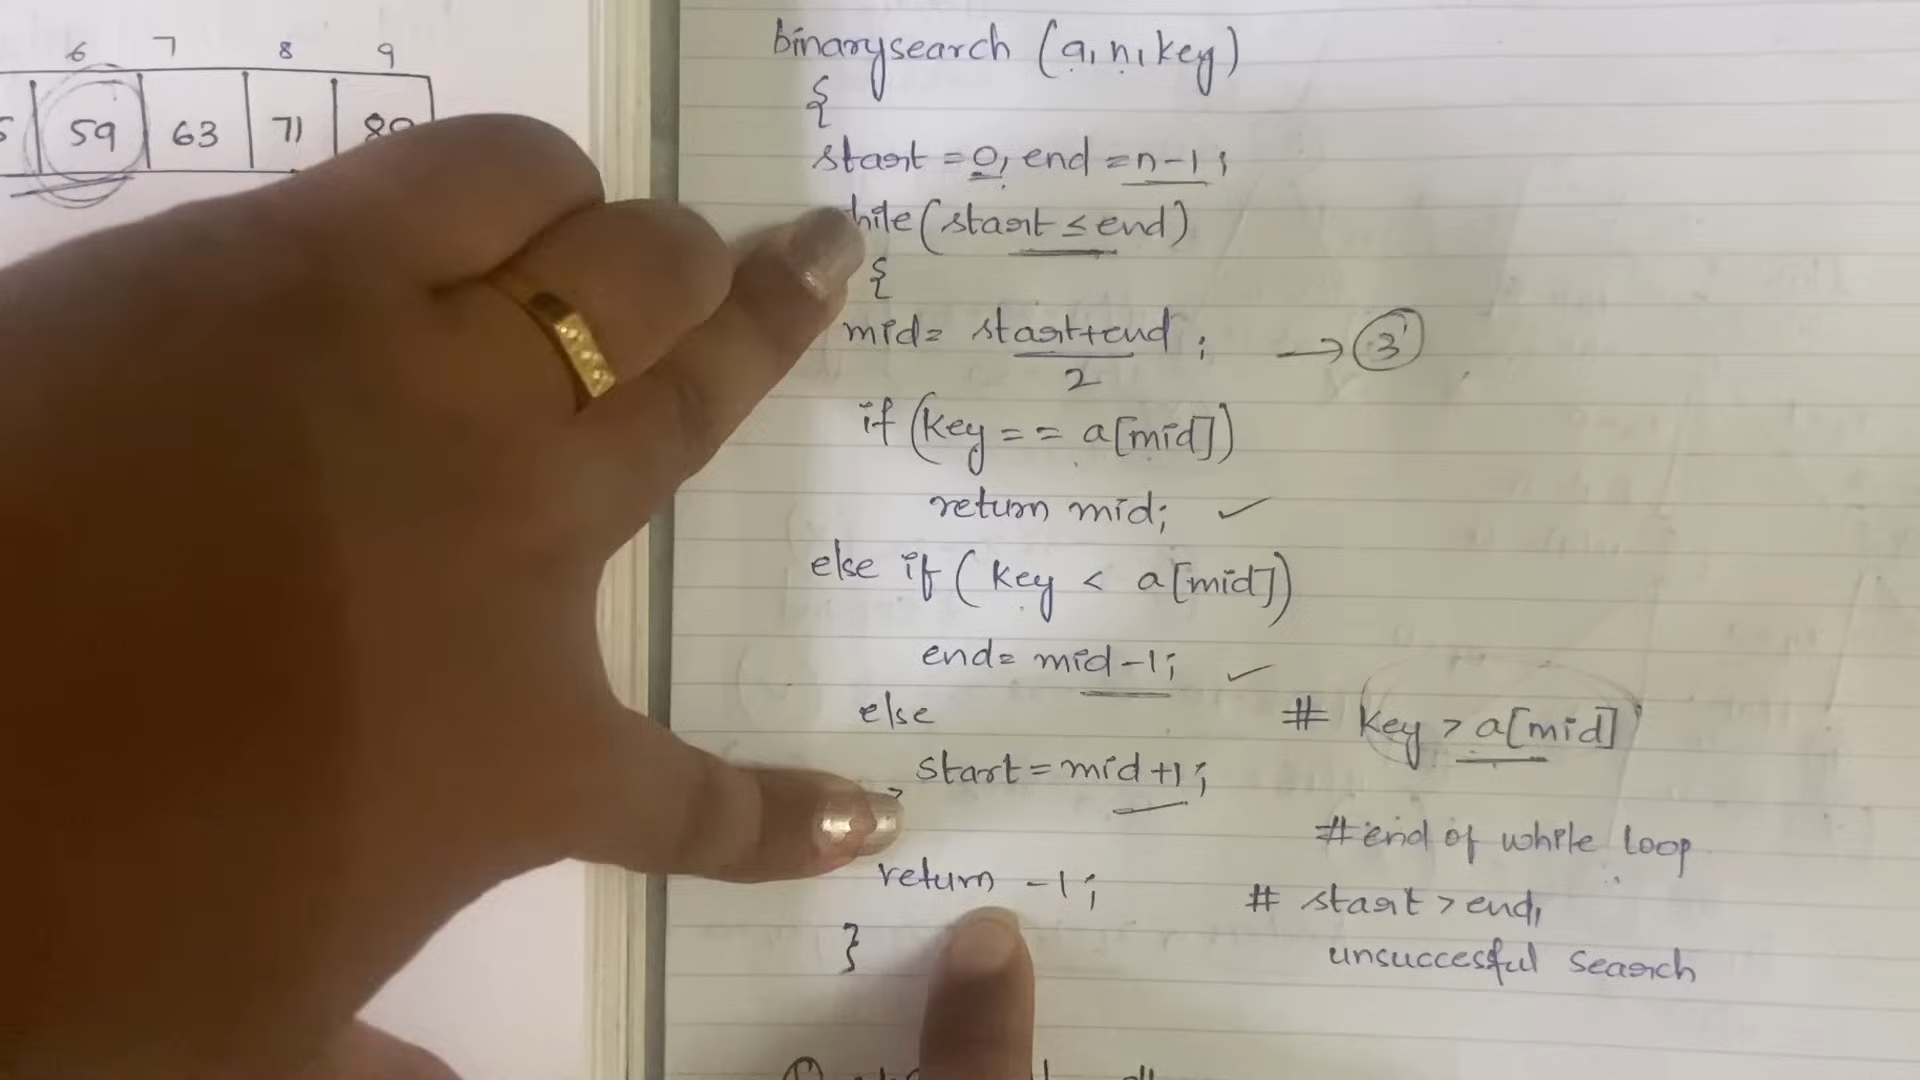 6 7 8 9
59 63 71
binarysearch (a, n, key)
{
start = 0, end = n-1;
while (start ≤ end)
{
mid = start+end ; → 3
2
if (key == a[mid])
return mid; ✓
else if (key < a[mid])
end = mid-1; ✓
else # key > a[mid]
start = mid+1;
# end of while loop
return -1; # start > end,
} unsuccessful search